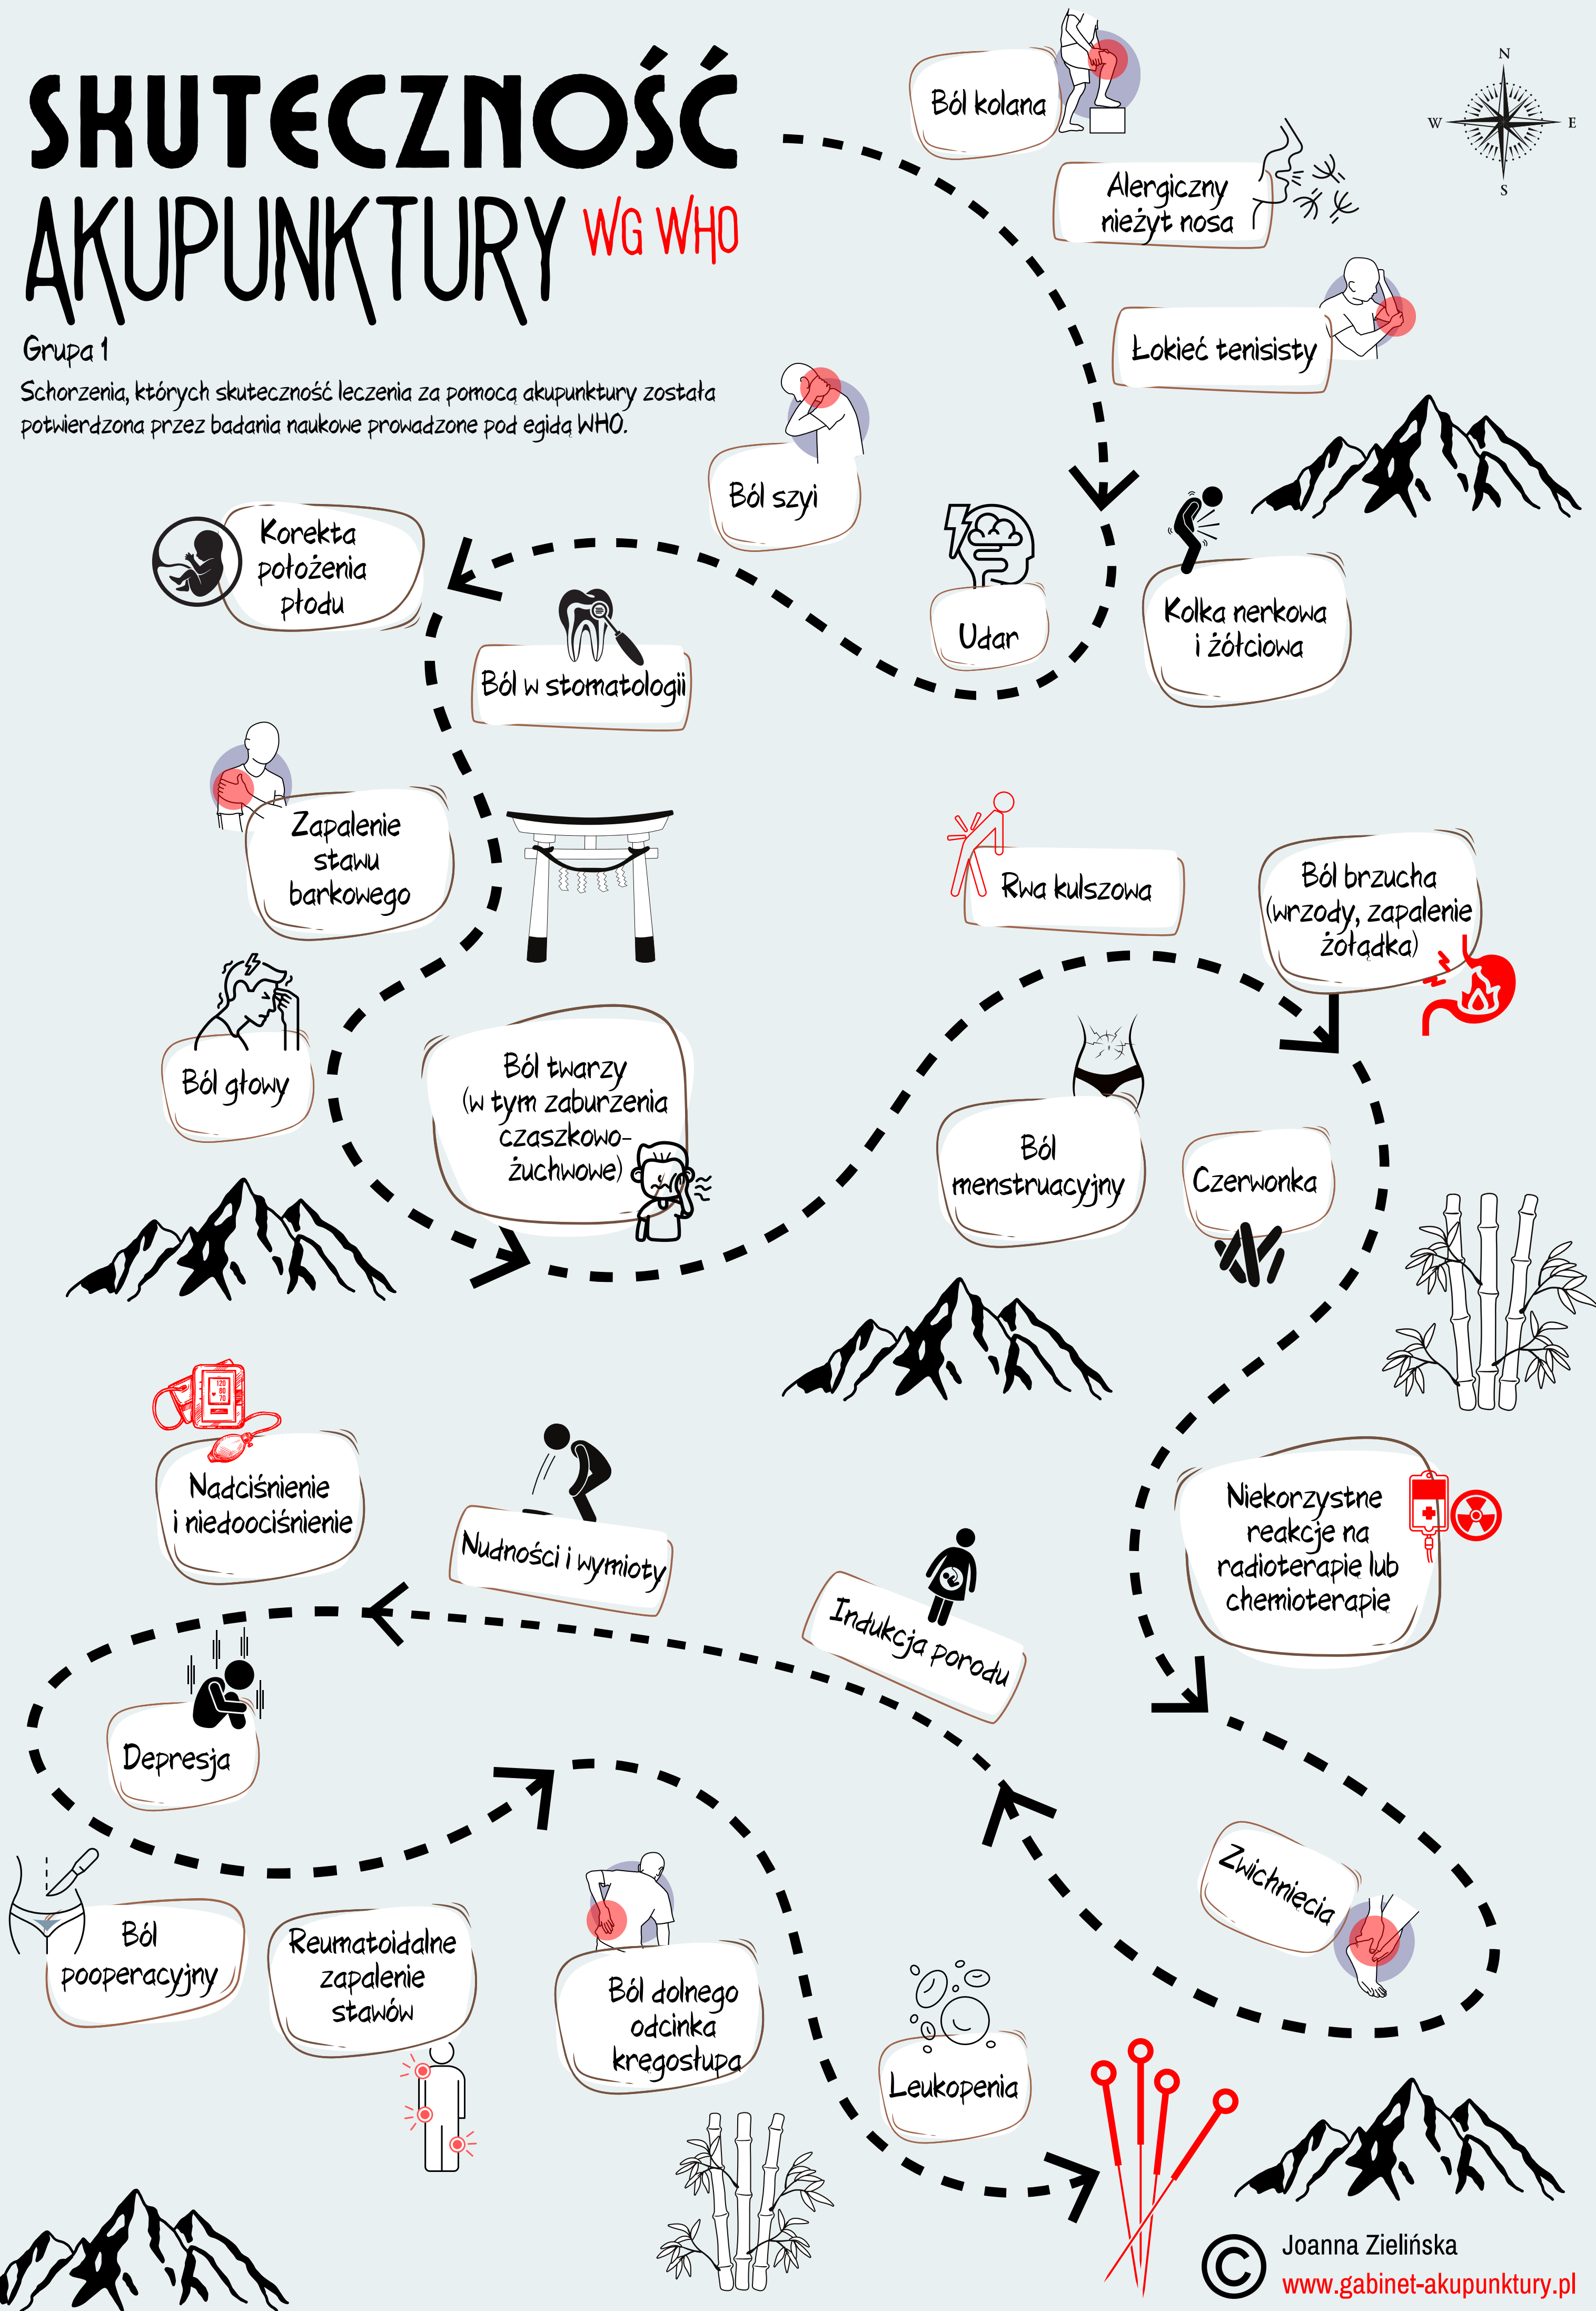 SKUTECZNOŚĆ
AKUPUNKTURY WG WHO
Grupa 1
Schorzenia, których skuteczność leczenia za pomocą akupunktury została
potwierdzona przez badania naukowe prowadzone pod egidą WHO.
N
W E
S
Ból kolana
Alergiczny
nieżyt nosa
Łokieć tenisisty
Ból szyi
Udar
Kolka nerkowa
i żółciowa
Korekta
położenia
płodu
Ból w stomatologii
Zapalenie
stawu
barkowego
Ból głowy
Ból twarzy
(w tym zaburzenia
czaszkowo-
żuchwowe)
Rwa kulszowa
Ból brzucha
(wrzody, zapalenie
żołądka)
Ból
menstruacyjny
Czerwonka
Niekorzystne
reakcje na
radioterapię lub
chemioterapię
Zwichnięcia
Indukcja porodu
Nudności i wymioty
120
80
70
Nadciśnienie
i niedoociśnienie
Depresja
Ból
pooperacyjny
Reumatoidalne
zapalenie
stawów
Ból dolnego
odcinka
kręgosłupa
Leukopenia
© Joanna Zielińska
www.gabinet-akupunktury.pl